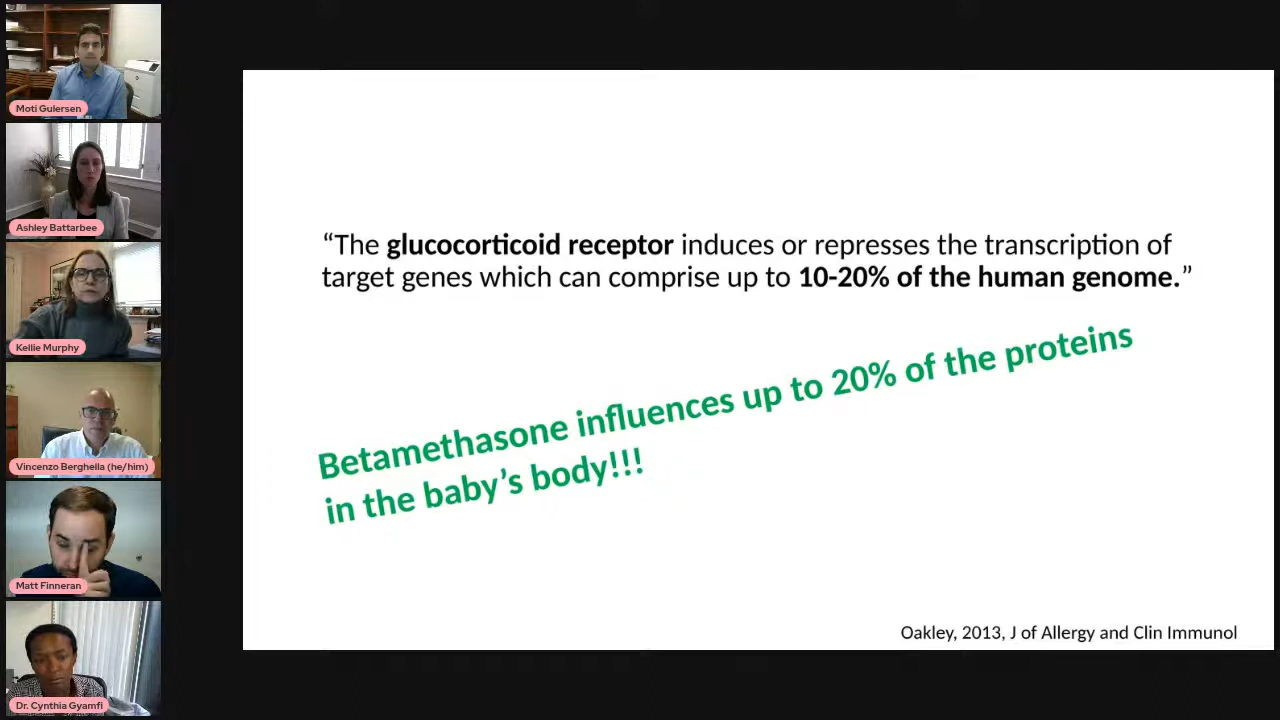 Moti Gulersen
Ashley Battarbee
Kellie Murphy
Vincenzo Berghella (he/him)
Matt Finneran
Dr. Cynthia Gyamfi
“The glucocorticoid receptor induces or represses the transcription of
target genes which can comprise up to 10-20% of the human genome.”
Betamethasone influences up to 20% of the proteins
in the baby’s body!!!
Oakley, 2013, J of Allergy and Clin Immunol